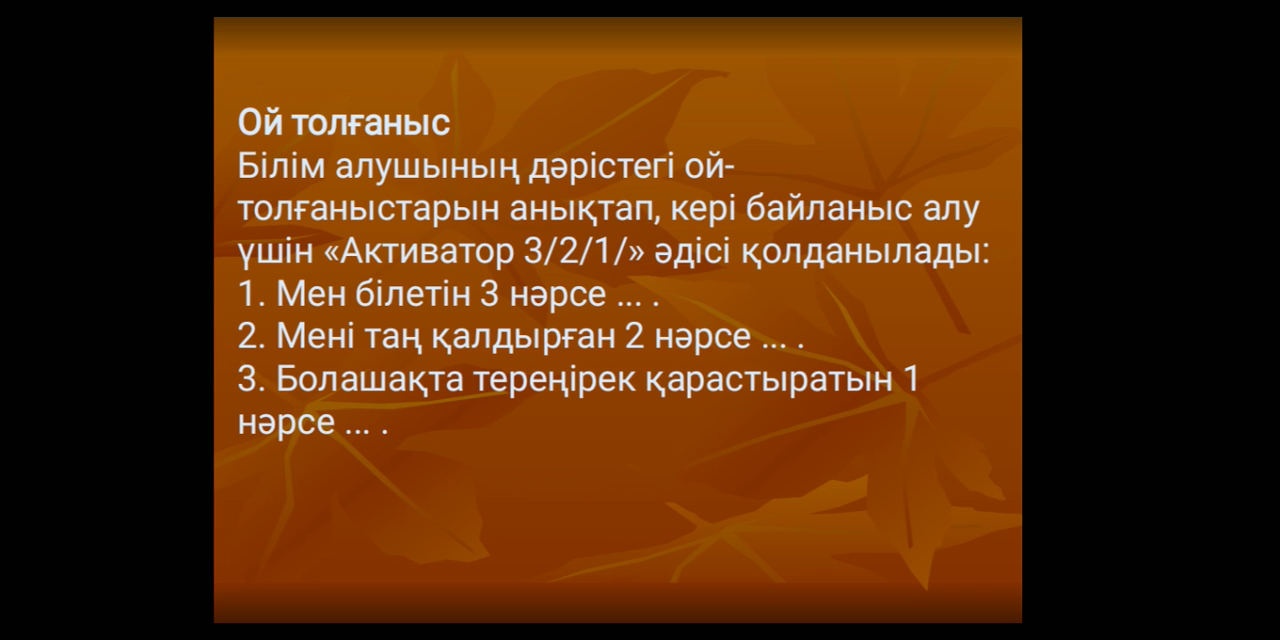 Ой толғаныс
Білім алушының дәрістегі ой-
толғаныстарын анықтап, кері байланыс алу
үшін «Активатор 3/2/1/» әдісі қолданылады:
1. Мен білетін 3 нәрсе ... .
2. Мені таң қалдырған 2 нәрсе ... .
3. Болашақта тереңірек қарастыратын 1
нәрсе ... .